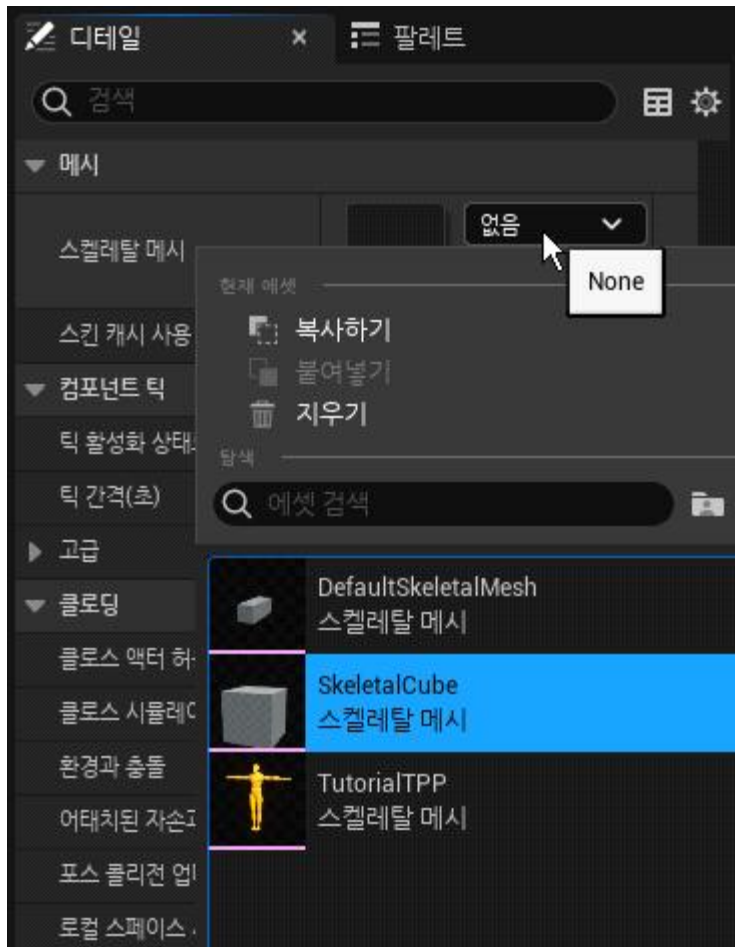 디테일
팔레트
검색
메시
스켈레탈 메시
없음
None
현재 에셋
스킨 캐시 사용
복사하기
붙여넣기
지우기
컴포넌트 틱
틱 활성화 상태
탐색
틱 간격(초)
에셋 검색
고급
DefaultSkeletalMesh
스켈레탈 메시
클로딩
클로스 액터 허
SkeletalCube
스켈레탈 메시
클로스 시뮬레이
환경과 충돌
TutorialTPP
스켈레탈 메시
어태치된 자손
포스 콜리전 업
로컬 스페이스